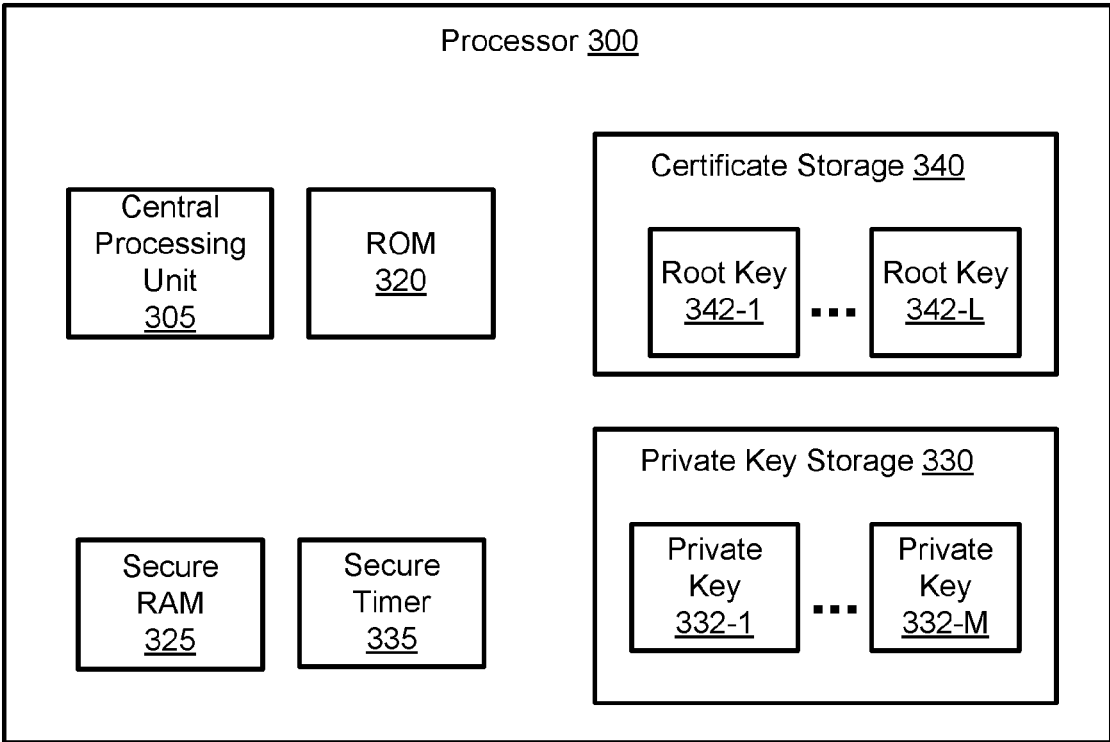 Processor 300
Central
Processing
Unit
305
ROM
320
Certificate Storage 340
Root Key
342-1
...
Root Key
342-L
Secure
RAM
325
Secure
Timer
335
Private Key Storage 330
Private
Key
332-1
...
Private
Key
332-M